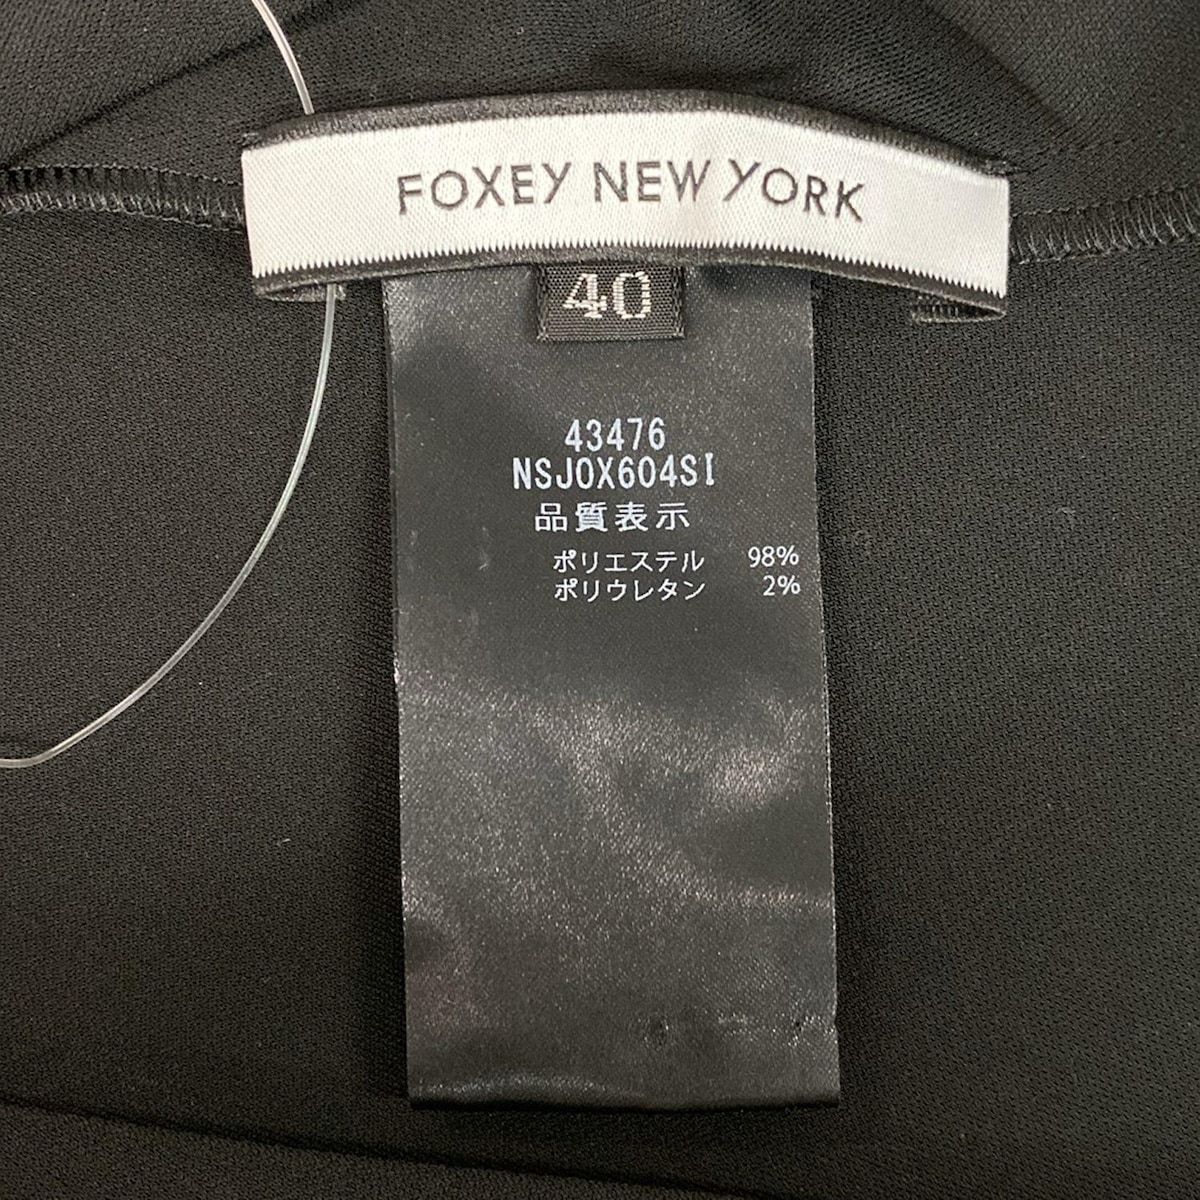 FOXEY NEW YORK
40
43476
NSJOX604SI
品質表示
ポリエステル 98%
ポリウレタン 2%